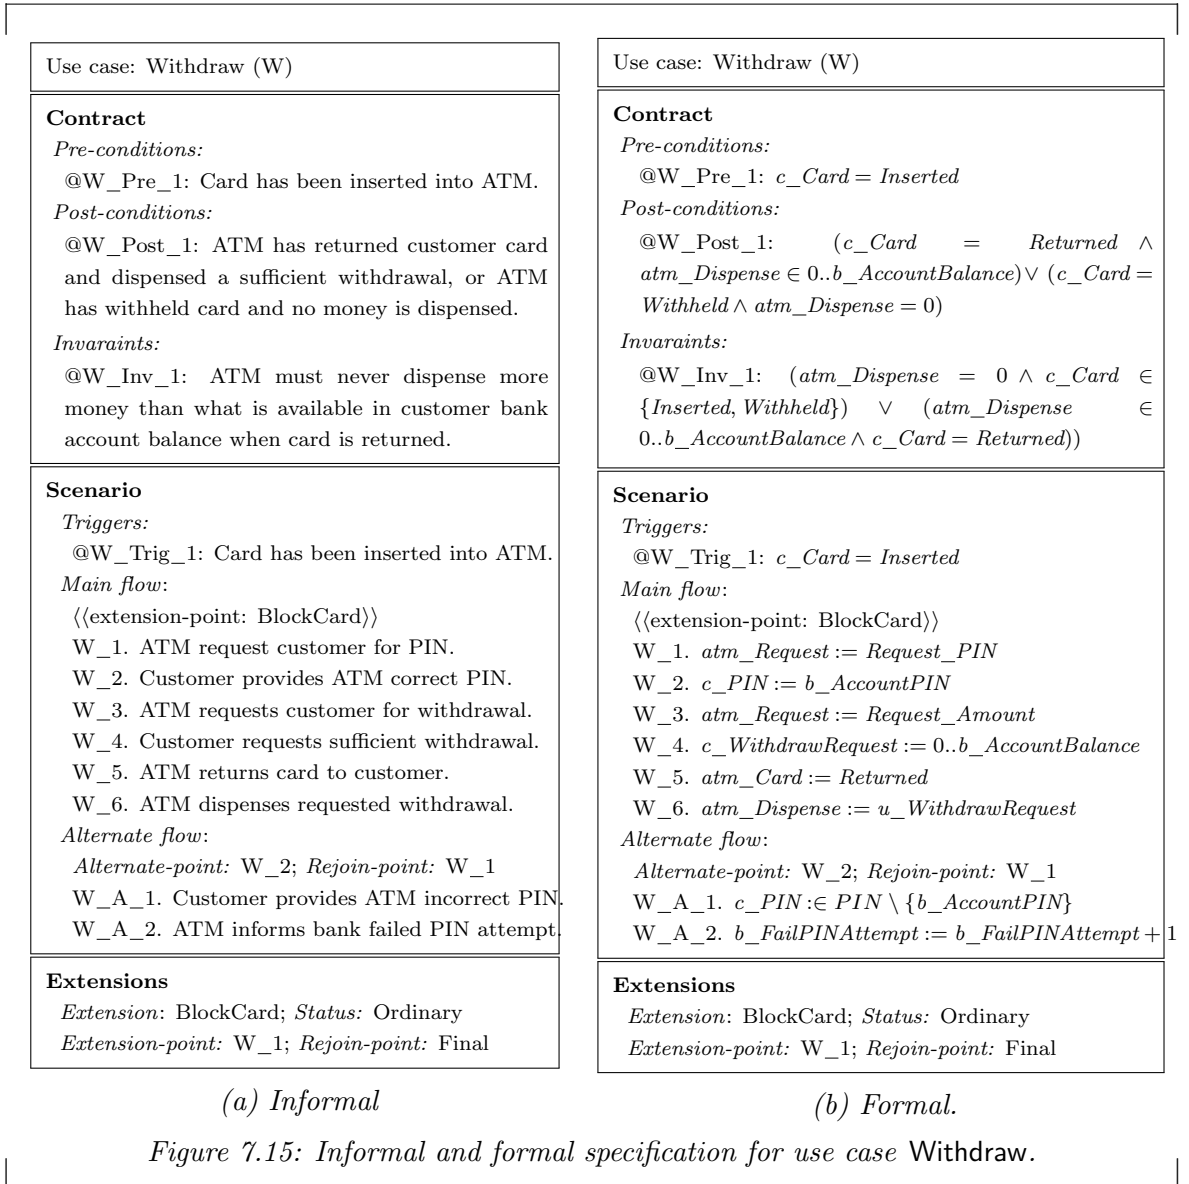 Use case: Withdraw (W)
Contract
Pre-conditions:
@W_Pre_1: Card has been inserted into ATM.
Post-conditions:
@W_Post_1: ATM has returned customer card
and dispensed a sufficient withdrawal, or ATM
has withheld card and no money is dispensed.
Invaraints:
@W_Inv_1: ATM must never dispense more
money than what is available in customer bank
account balance when card is returned.
Scenario
Triggers:
@W_Trig_1: Card has been inserted into ATM.
Main flow:
⟨⟨extension-point: BlockCard⟩⟩
W_1. ATM request customer for PIN.
W_2. Customer provides ATM correct PIN.
W_3. ATM requests customer for withdrawal.
W_4. Customer requests sufficient withdrawal.
W_5. ATM returns card to customer.
W_6. ATM dispenses requested withdrawal.
Alternate flow:
Alternate-point: W_2; Rejoin-point: W_1
W_A_1. Customer provides ATM incorrect PIN.
W_A_2. ATM informs bank failed PIN attempt.
Extensions
Extension: BlockCard; Status: Ordinary
Extension-point: W_1; Rejoin-point: Final
(a) Informal
Use case: Withdraw (W)
Contract
Pre-conditions:
@W_Pre_1: c_Card = Inserted
Post-conditions:
@W_Post_1: (c_Card = Returned ∧
atm_Dispense ∈ 0..b_AccountBalance) ∨ (c_Card =
Withheld ∧ atm_Dispense = 0)
Invaraints:
@W_Inv_1: (atm_Dispense = 0 ∧ c_Card ∈
{Inserted, Withheld}) ∨ (atm_Dispense ∈
0..b_AccountBalance ∧ c_Card = Returned))
Scenario
Triggers:
@W_Trig_1: c_Card = Inserted
Main flow:
⟨⟨extension-point: BlockCard⟩⟩
W_1. atm_Request := Request_PIN
W_2. c_PIN := b_AccountPIN
W_3. atm_Request := Request_Amount
W_4. c_WithdrawRequest := 0..b_AccountBalance
W_5. atm_Card := Returned
W_6. atm_Dispense := u_WithdrawRequest
Alternate flow:
Alternate-point: W_2; Rejoin-point: W_1
W_A_1. c_PIN :∈ PIN \ {b_AccountPIN}
W_A_2. b_FailPINAttempt := b_FailPINAttempt + 1
Extensions
Extension: BlockCard; Status: Ordinary
Extension-point: W_1; Rejoin-point: Final
(b) Formal.
Figure 7.15: Informal and formal specification for use case Withdraw.